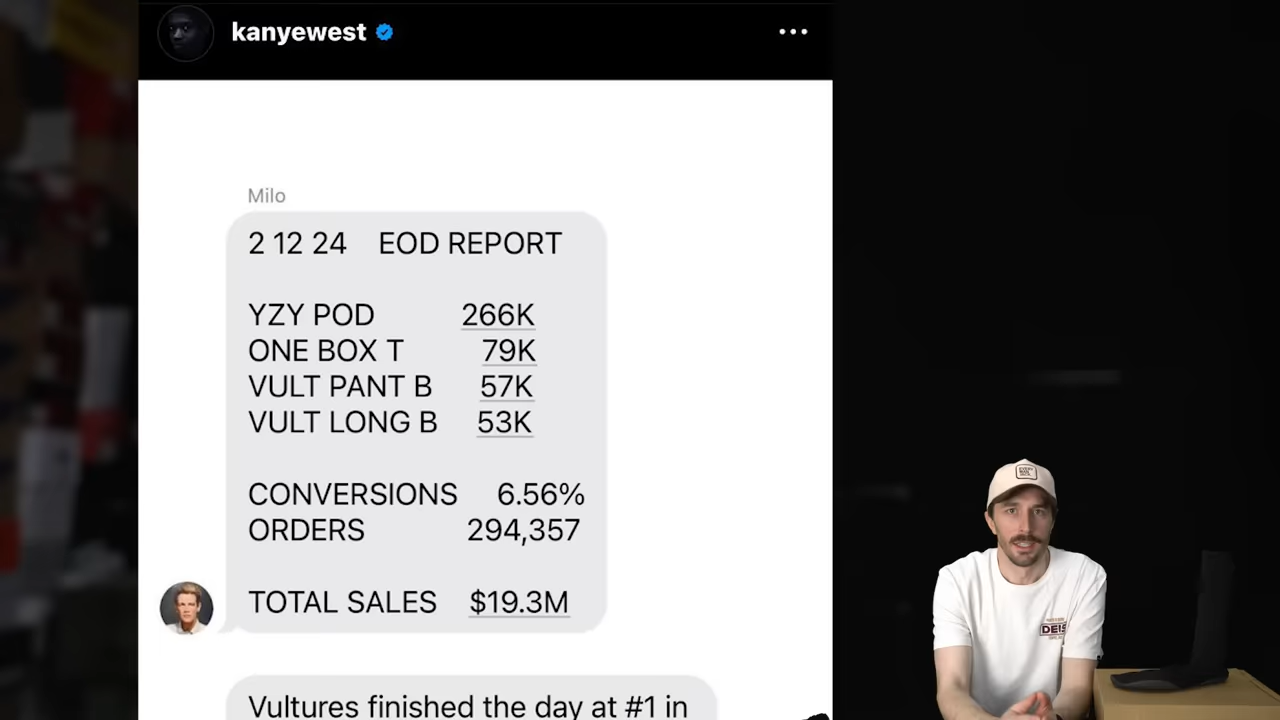 kanyewest
Milo
2 12 24 EOD REPORT
YZY POD 266K
ONE BOX T 79K
VULT PANT B 57K
VULT LONG B 53K
CONVERSIONS 6.56%
ORDERS 294,357
TOTAL SALES $19.3M
Vultures finished the day at #1 in